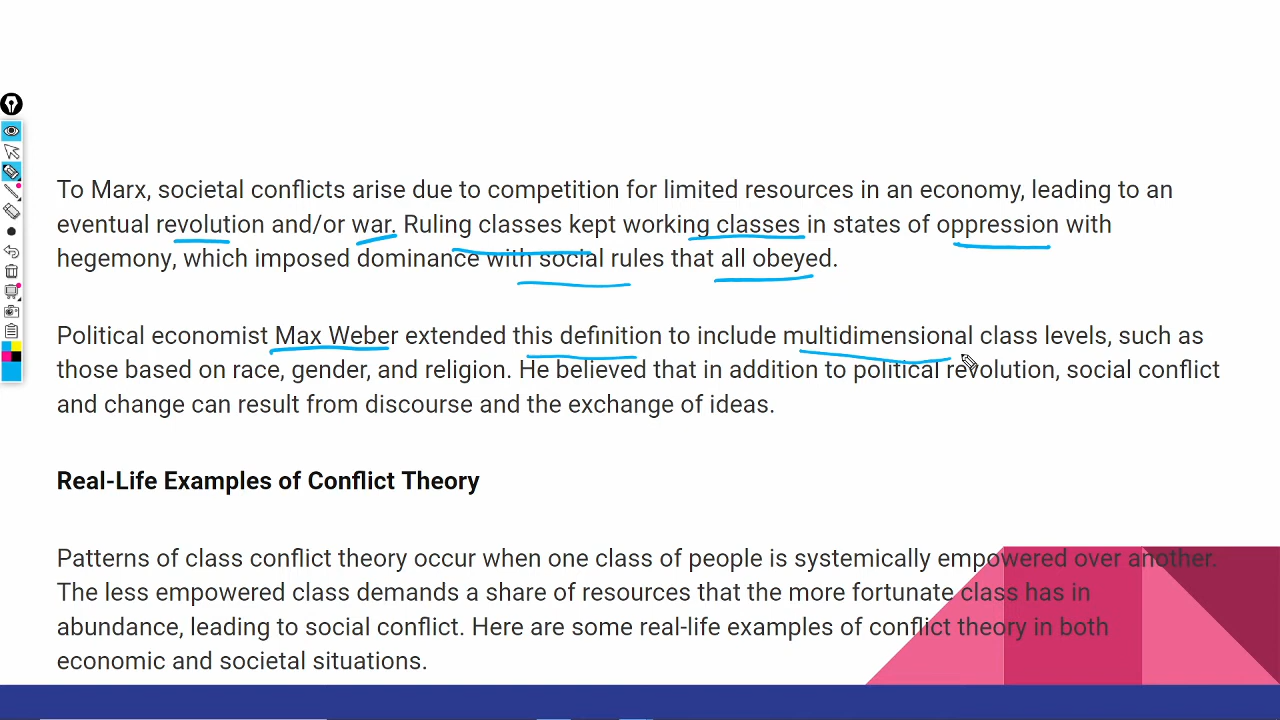 To Marx, societal conflicts arise due to competition for limited resources in an economy, leading to an
eventual revolution and/or war. Ruling classes kept working classes in states of oppression with
hegemony, which imposed dominance with social rules that all obeyed.
Political economist Max Weber extended this definition to include multidimensional class levels, such as
those based on race, gender, and religion. He believed that in addition to political revolution, social conflict
and change can result from discourse and the exchange of ideas.
Real-Life Examples of Conflict Theory
Patterns of class conflict theory occur when one class of people is systemically empowered over another.
The less empowered class demands a share of resources that the more fortunate class has in
abundance, leading to social conflict. Here are some real-life examples of conflict theory in both
economic and societal situations.